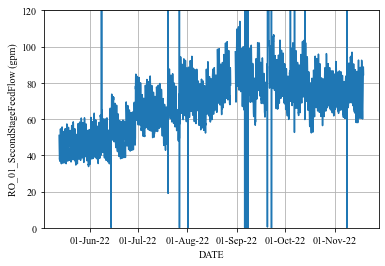 120
100
80
60
40
20
0
RO_01_SecondStageFeedFlow (gpm)
01-Jun-22 01-Jul-22 01-Aug-22 01-Sep-22 01-Oct-22 01-Nov-22
DATE